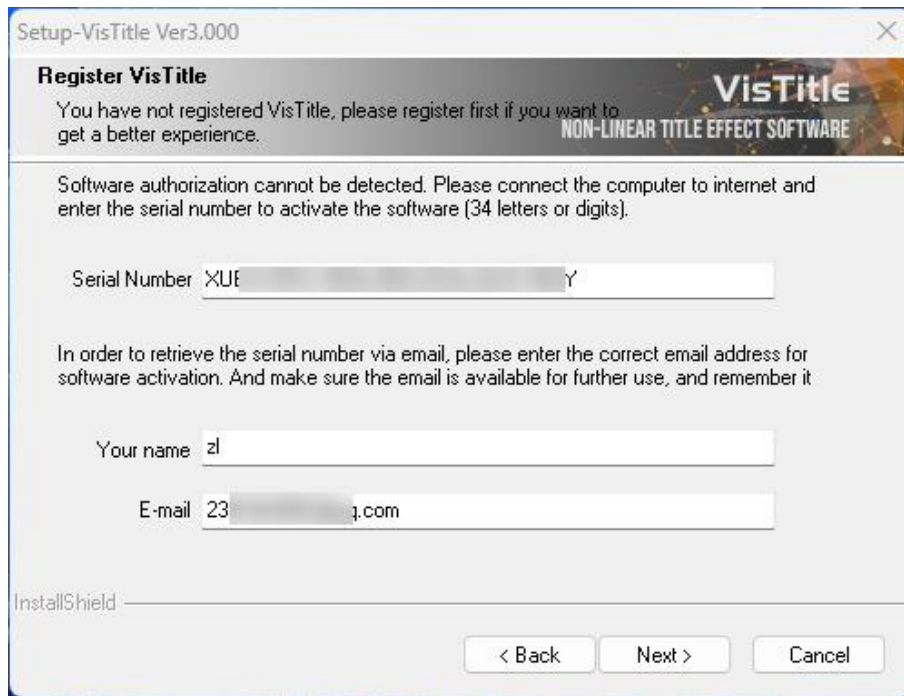 Setup-VisTitle Ver3.000
Register VisTitle
You have not registered VisTitle, please register first if you want to
get a better experience.
VisTitle
NON-LINEAR TITLE EFFECT SOFTWARE
Software authorization cannot be detected. Please connect the computer to internet and
enter the serial number to activate the software (34 letters or digits).
Serial Number XUE Y
In order to retrieve the serial number via email, please enter the correct email address for
software activation. And make sure the email is available for further use, and remember it
Your name zl
E-mail 23 q.com
InstallShield
< Back Next > Cancel